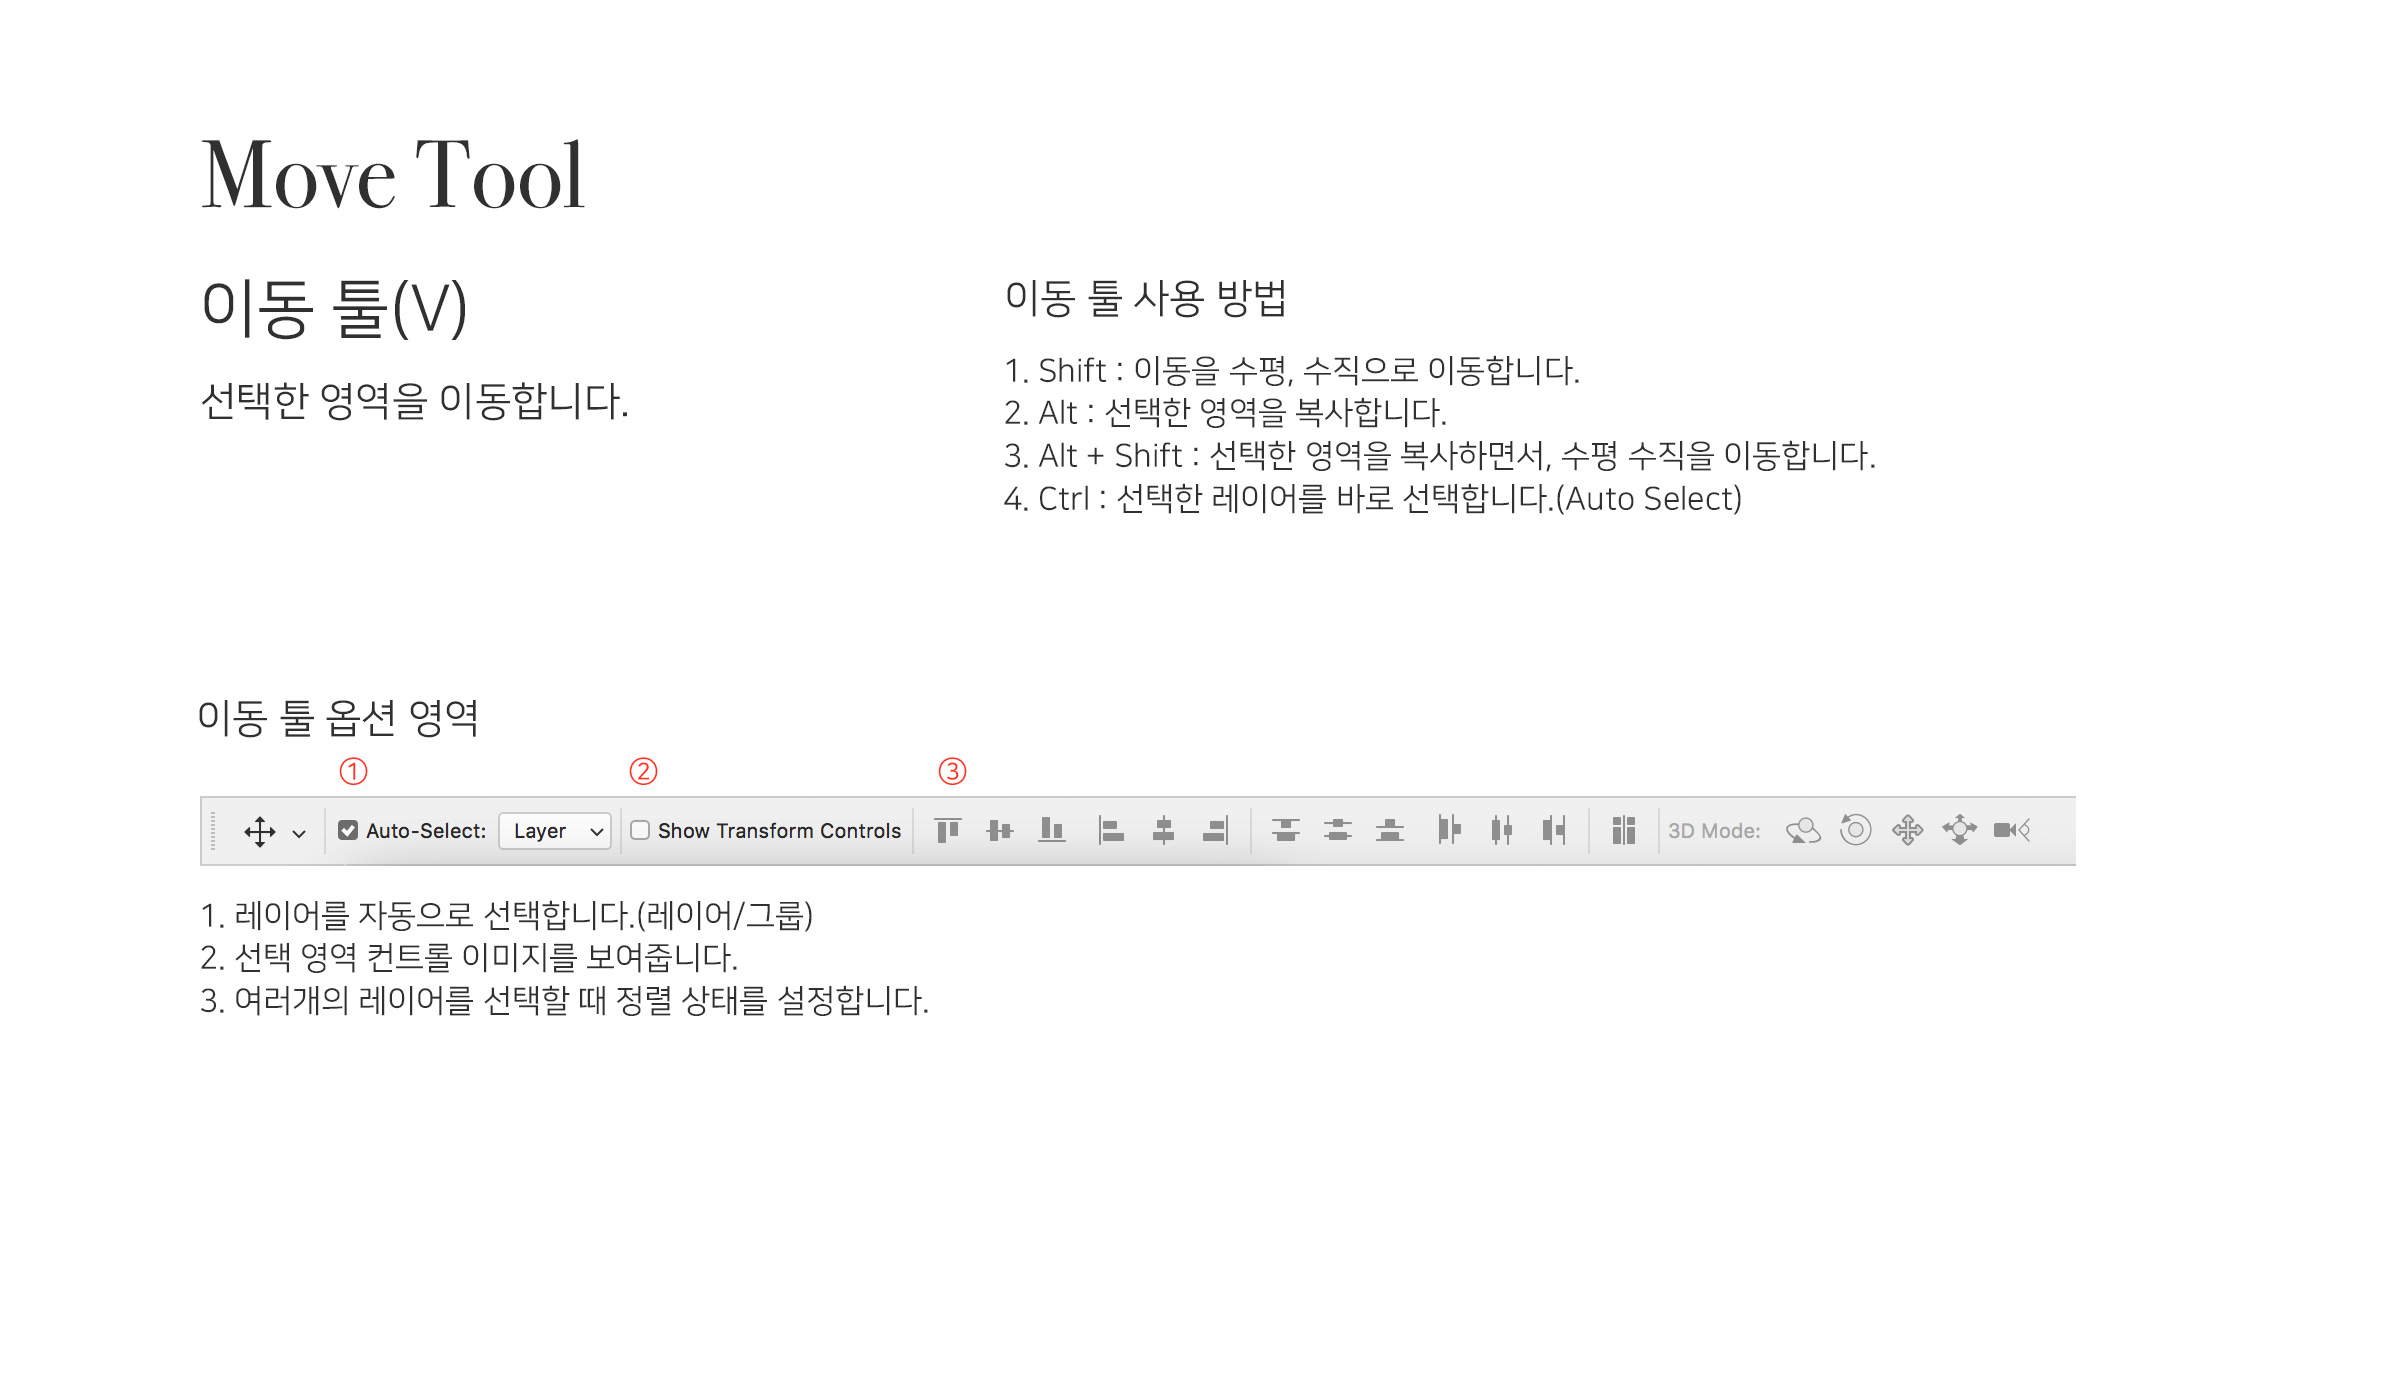 Move Tool
이동 툴(V)
선택한 영역을 이동합니다.
이동 툴 사용 방법
1. Shift : 이동을 수평, 수직으로 이동합니다.
2. Alt : 선택한 영역을 복사합니다.
3. Alt + Shift : 선택한 영역을 복사하면서, 수평 수직을 이동합니다.
4. Ctrl : 선택한 레이어를 바로 선택합니다.(Auto Select)
이동 툴 옵션 영역
① ② ③
Auto-Select: Layer Show Transform Controls 3D Mode:
1. 레이어를 자동으로 선택합니다.(레이어/그룹)
2. 선택 영역 컨트롤 이미지를 보여줍니다.
3. 여러개의 레이어를 선택할 때 정렬 상태를 설정합니다.